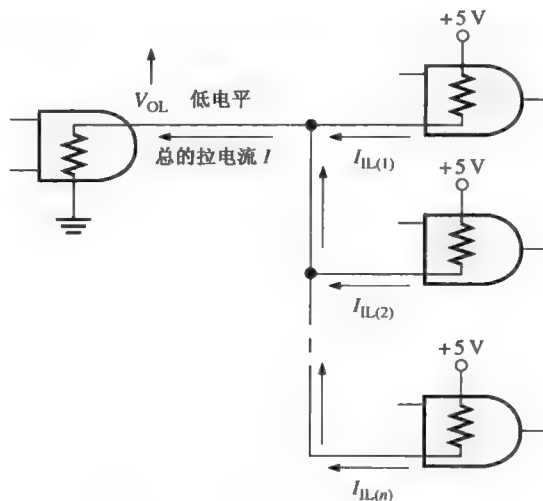 +5 V
V_OL 低电平
总的拉电流 I
I_IL(1)
+5 V
I_IL(2)
+5 V
I_IL(n)